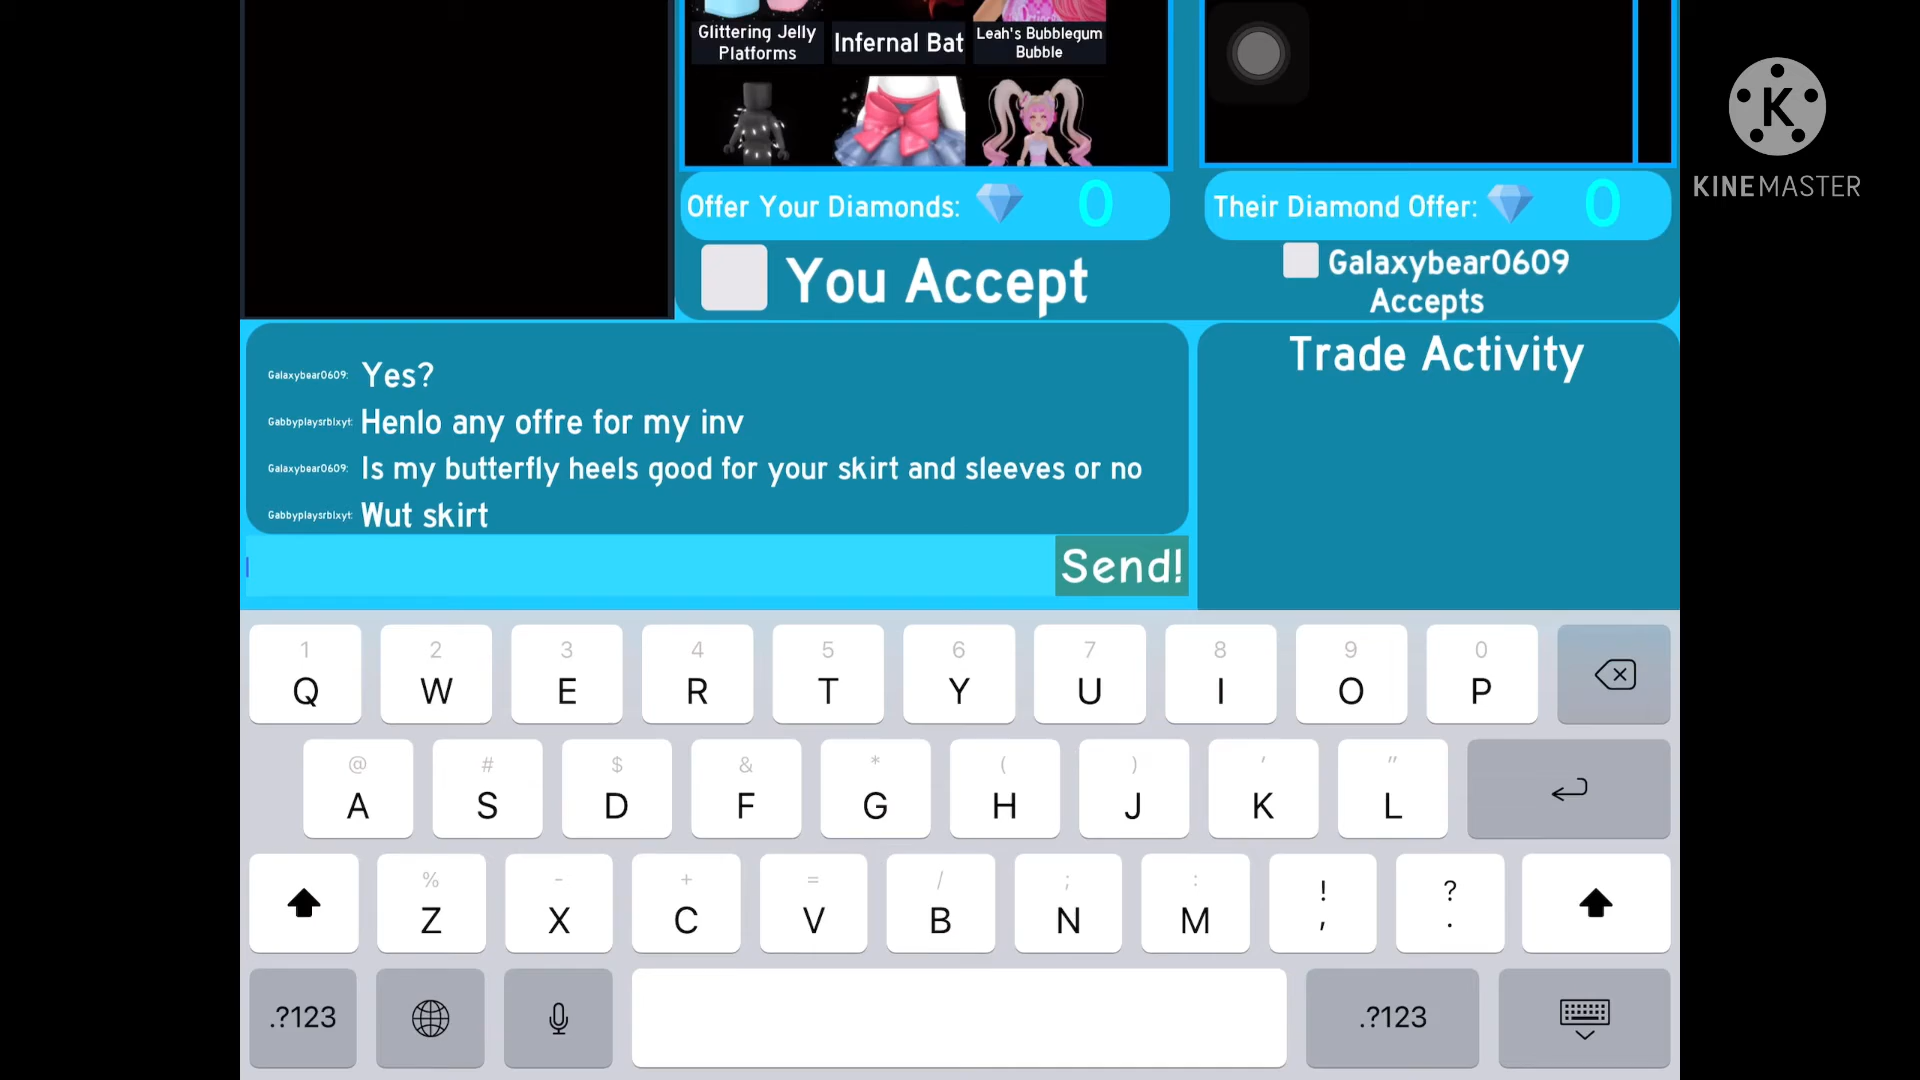 Glittering Jelly
Platforms
Infernal Bat
Leah's Bubblegum
Bubble
KINEMASTER
Offer Your Diamonds: 0
Their Diamond Offer: 0
You Accept
Galaxybear0609
Accepts
Galaxybear0609: Yes?
Gabbyplaysrblxyt: Henlo any offre for my inv
Galaxybear0609: Is my butterfly heels good for your skirt and sleeves or no
Gabbyplaysrblxyt: Wut skirt
Trade Activity
Send!
1 2 3 4 5 6 7 8 9 0
Q W E R T Y U I O P
@ # $ & * ( ) ' "
A S D F G H J K L
% - + = / ; : ! ?
Z X C V B N M , .
.?123 .?123